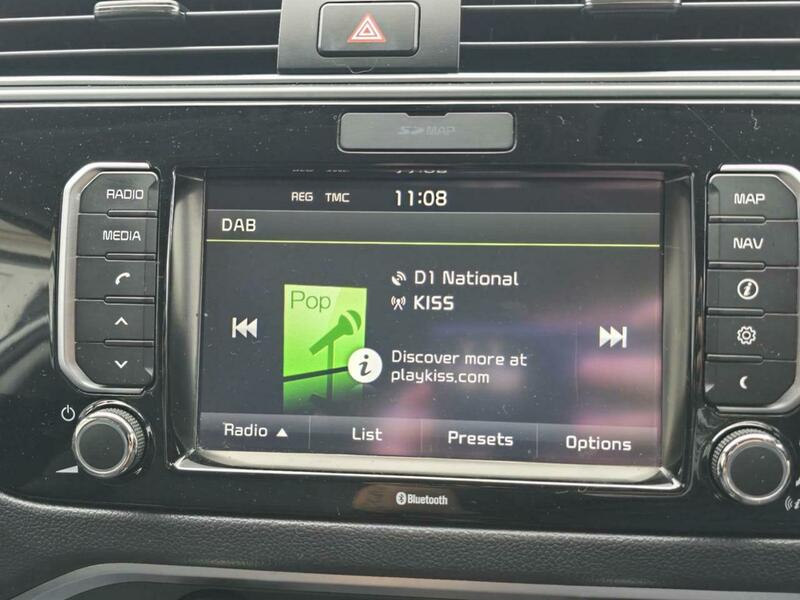 SD MAP
RADIO
MEDIA
REG TMC 11:08
DAB
Pop
D1 National
KISS
i
Discover more at
playkiss.com
Radio ▲ List Presets Options
MAP
NAV
i
Bluetooth